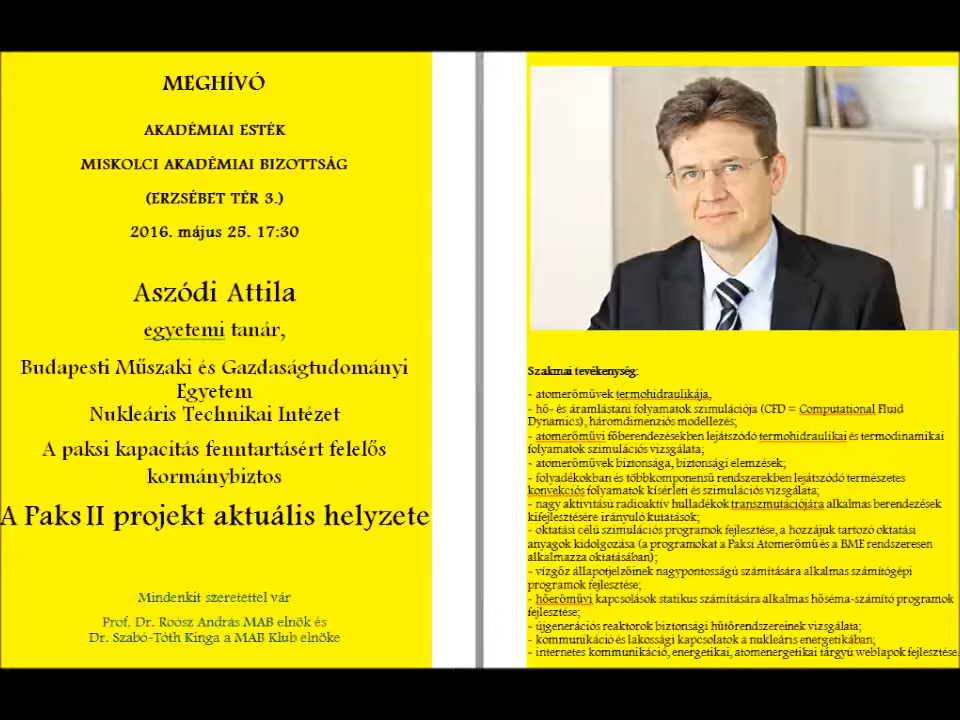 MEGHÍVÓ
AKADÉMIAI ESTÉK
MISKOLCI AKADÉMIAI BIZOTTSÁG
(ERZSÉBET TÉR 3.)
2016. május 25. 17:30
Aszódi Attila
egyetemi tanár,
Budapesti Műszaki és Gazdaságtudományi
Egyetem
Nukleáris Technikai Intézet
A paksi kapacitás fenntartásért felelős
kormánybiztos
A Paks II projekt aktuális helyzete
Mindenkit szeretettel vár
Prof. Dr. Roósz András MAB elnök és
Dr. Szabó-Tóth Kinga a MAB Klub elnöke
Szakmai tevékenység:
~ atomerőművek termohidraulikája,
~ hő- és áramlástani folyamatok szimulációja (CFD = Computational Fluid
Dynamics), háromdimenziós modellezés;
~ atomerőművi főberendezésekben lejátszódó termohidraulikai és termodinamikai
folyamatok szimulációs vizsgálata;
~ atomerőművek biztonsága, biztonsági elemzések;
~ folyadékokban és többkomponensű rendszerekben lejátszódó természetes
konvekciós folyamatok kísérleti és szimulációs vizsgálata;
~ nagy aktivitású radioaktív hulladékok transzmutációjára alkalmas berendezések
kifejlesztésére irányuló kutatások;
~ oktatási célú szimulációs programok fejlesztése, a hozzájuk tartozó oktatási
anyagok kidolgozása (a programokat a Paksi Atomerőmű és a BME rendszeresen
alkalmazza oktatásában);
~ vízgőz állapotjelzőinek nagypontosságú számítására alkalmas számítógépi
programok fejlesztése;
~ hőerőművi kapcsolások statikus számítására alkalmas hőséma-számító programok
fejlesztése;
~ újgenerációs reaktorok biztonsági hűtőrendszereinek vizsgálata;
~ kommunikáció és lakossági kapcsolatok a nukleáris energetikában;
~ internetes kommunikáció, energetikai, atomenergetikai tárgyú weblapok fejlesztése.